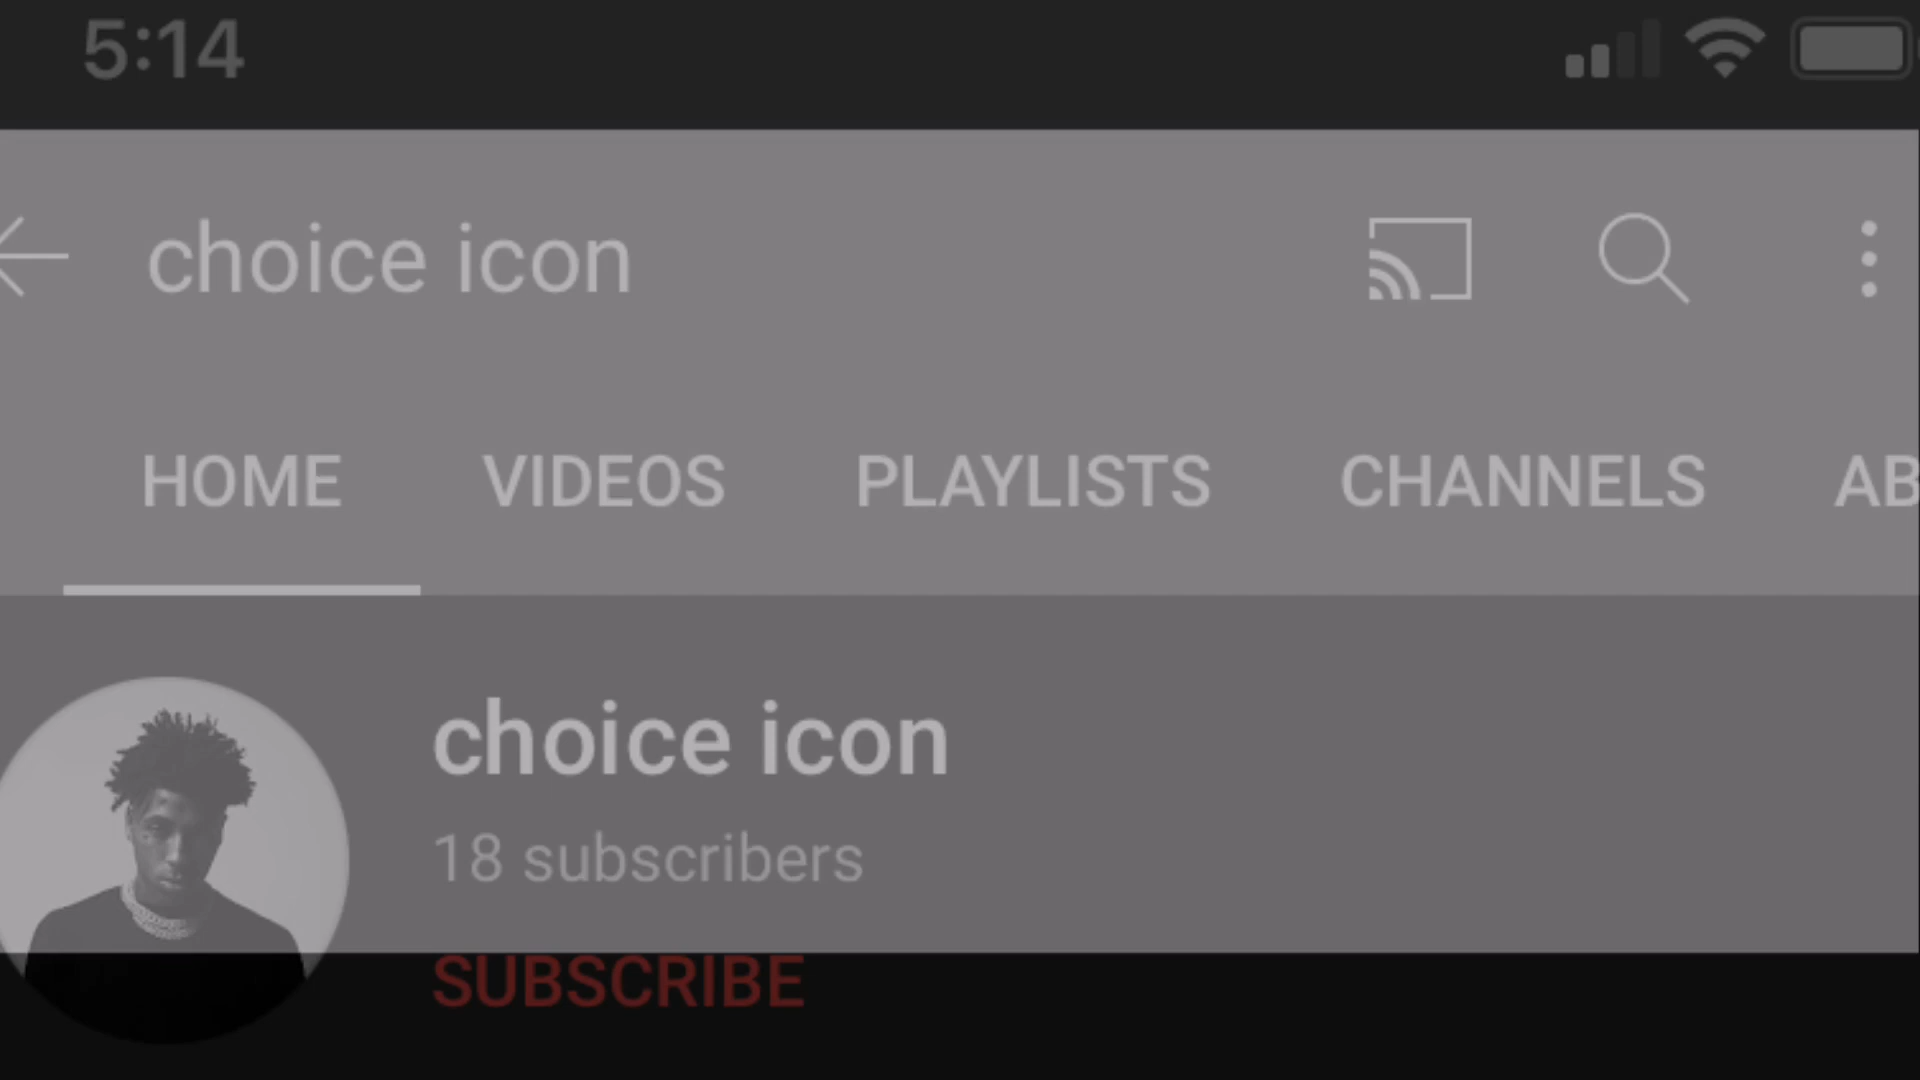 5:14
choice icon
HOME VIDEOS PLAYLISTS CHANNELS AB
choice icon
18 subscribers
SUBSCRIBE